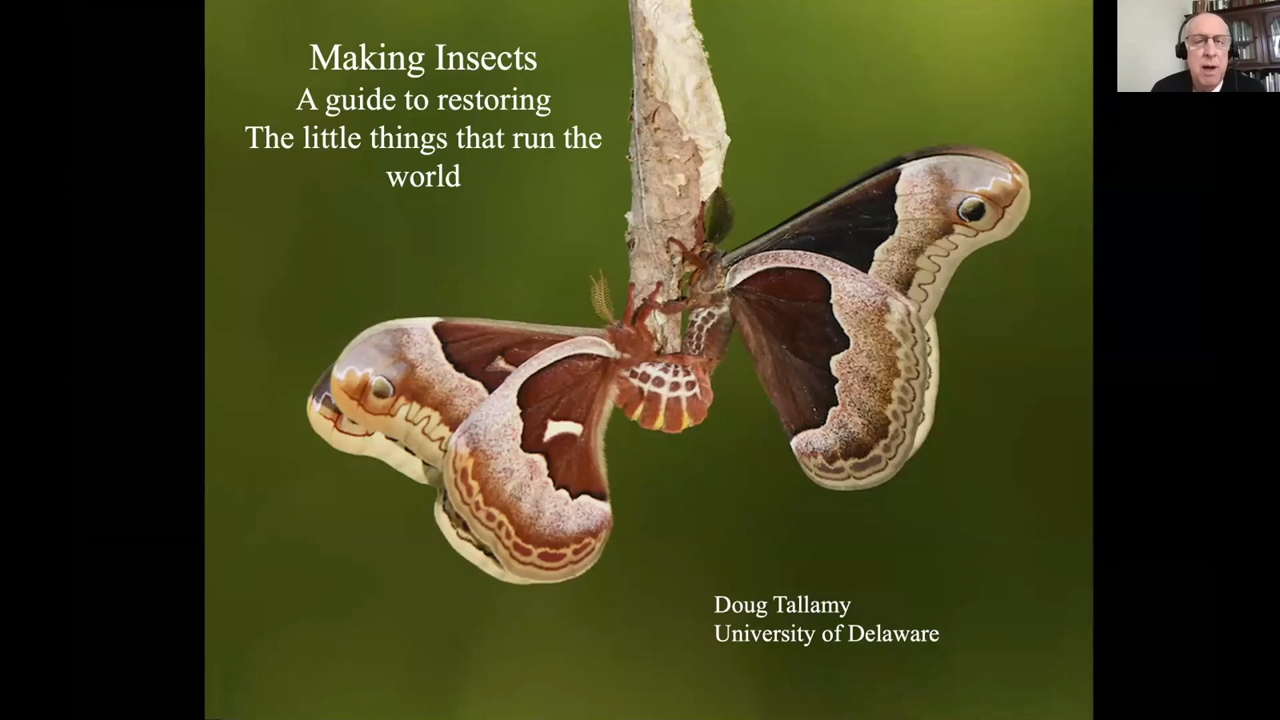 Making Insects
A guide to restoring
The little things that run the
world
Doug Tallamy
University of Delaware